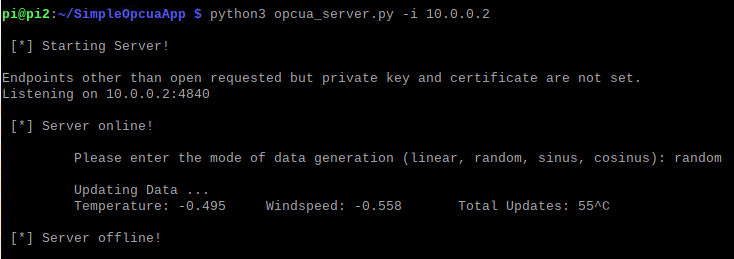 pi@pi2:~/SimpleOpcuaApp $ python3 opcua_server.py -i 10.0.0.2
[*] Starting Server!
Endpoints other than open requested but private key and certificate are not set.
Listening on 10.0.0.2:4840
[*] Server online!
Please enter the mode of data generation (linear, random, sinus, cosinus): random
Updating Data ...
Temperature: -0.495 Windspeed: -0.558 Total Updates: 55^C
[*] Server offline!